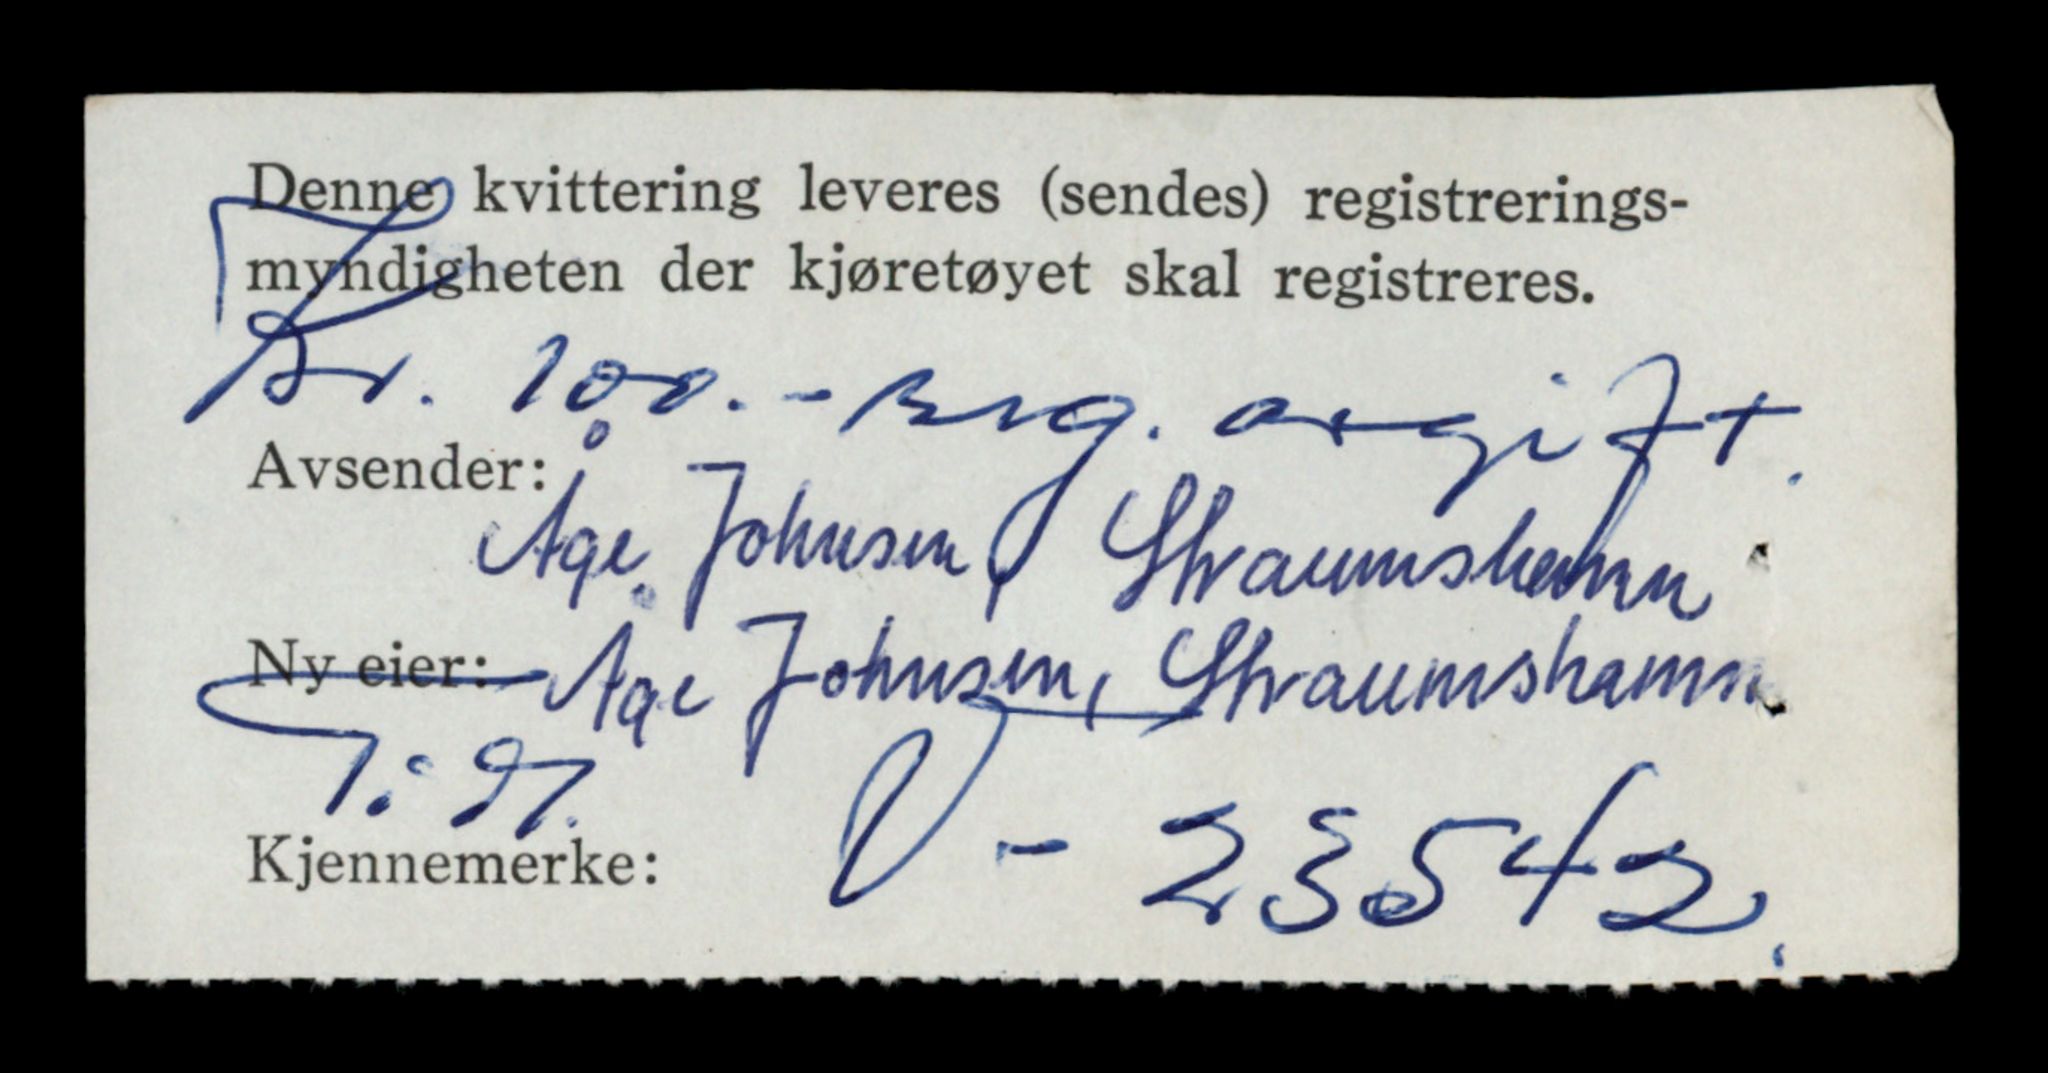 Denne kvittering leveres (sendes) registrerings-
myndigheten der kjøretøyet skal registreres.
Kr. 100.- reg. avgift.
Avsender:
Åge Johnsen, Straumshamn
Ny eier: Åge Johnsen, Straumshamn
Kjennemerke: - 23542.